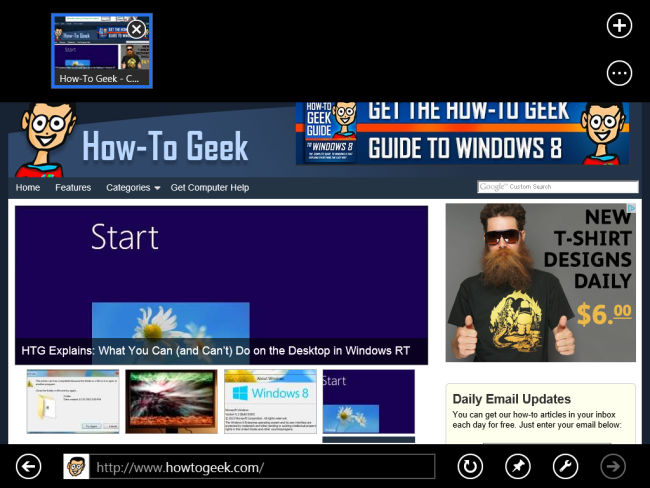 How-To Geek - C...
How-To Geek
HOW-TO
GEEK
GUIDE
TO WINDOWS 8
GET THE HOW-TO GEEK
GUIDE TO WINDOWS 8
Home
Features
Categories
Get Computer Help
Google™ Custom Search
Start
HTG Explains: What You Can (and Can't) Do on the Desktop in Windows RT
NEW
T-SHIRT
DESIGNS
DAILY
$6.00
About Windows
Windows 8
Start
Daily Email Updates
You can get our how-to articles in your inbox
each day for free. Just enter your email below:
http://www.howtogeek.com/